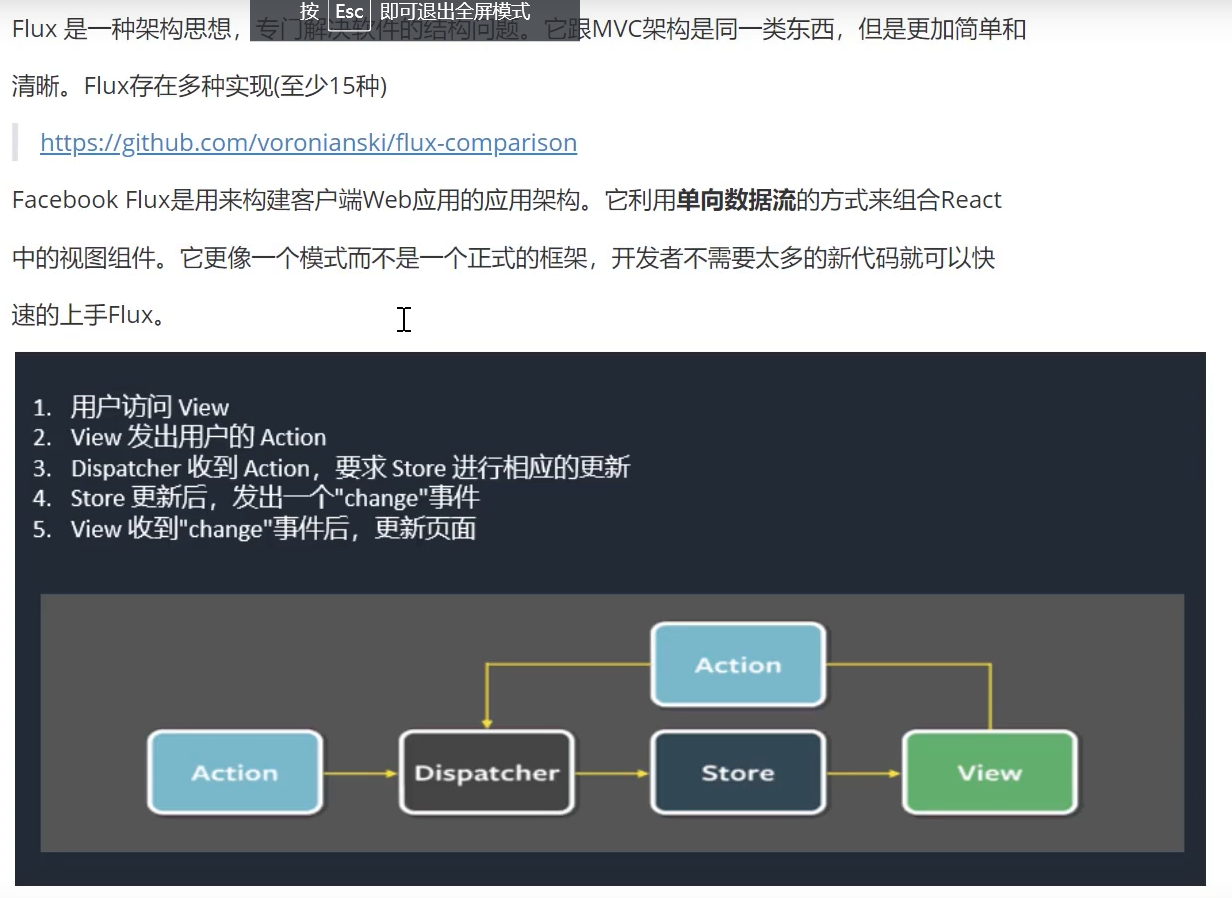 按 Esc 即可退出全屏模式
Flux 是一种架构思想，专门解决软件的结构问题。它跟MVC架构是同一类东西，但是更加简单和
清晰。Flux存在多种实现(至少15种)
https://github.com/voronianski/flux-comparison
Facebook Flux是用来构建客户端Web应用的应用架构。它利用单向数据流的方式来组合React
中的视图组件。它更像一个模式而不是一个正式的框架，开发者不需要太多的新代码就可以快
速的上手Flux。
1. 用户访问 View
2. View 发出用户的 Action
3. Dispatcher 收到 Action，要求 Store 进行相应的更新
4. Store 更新后，发出一个"change"事件
5. View 收到"change"事件后，更新页面
Action
Action
Dispatcher
Store
View